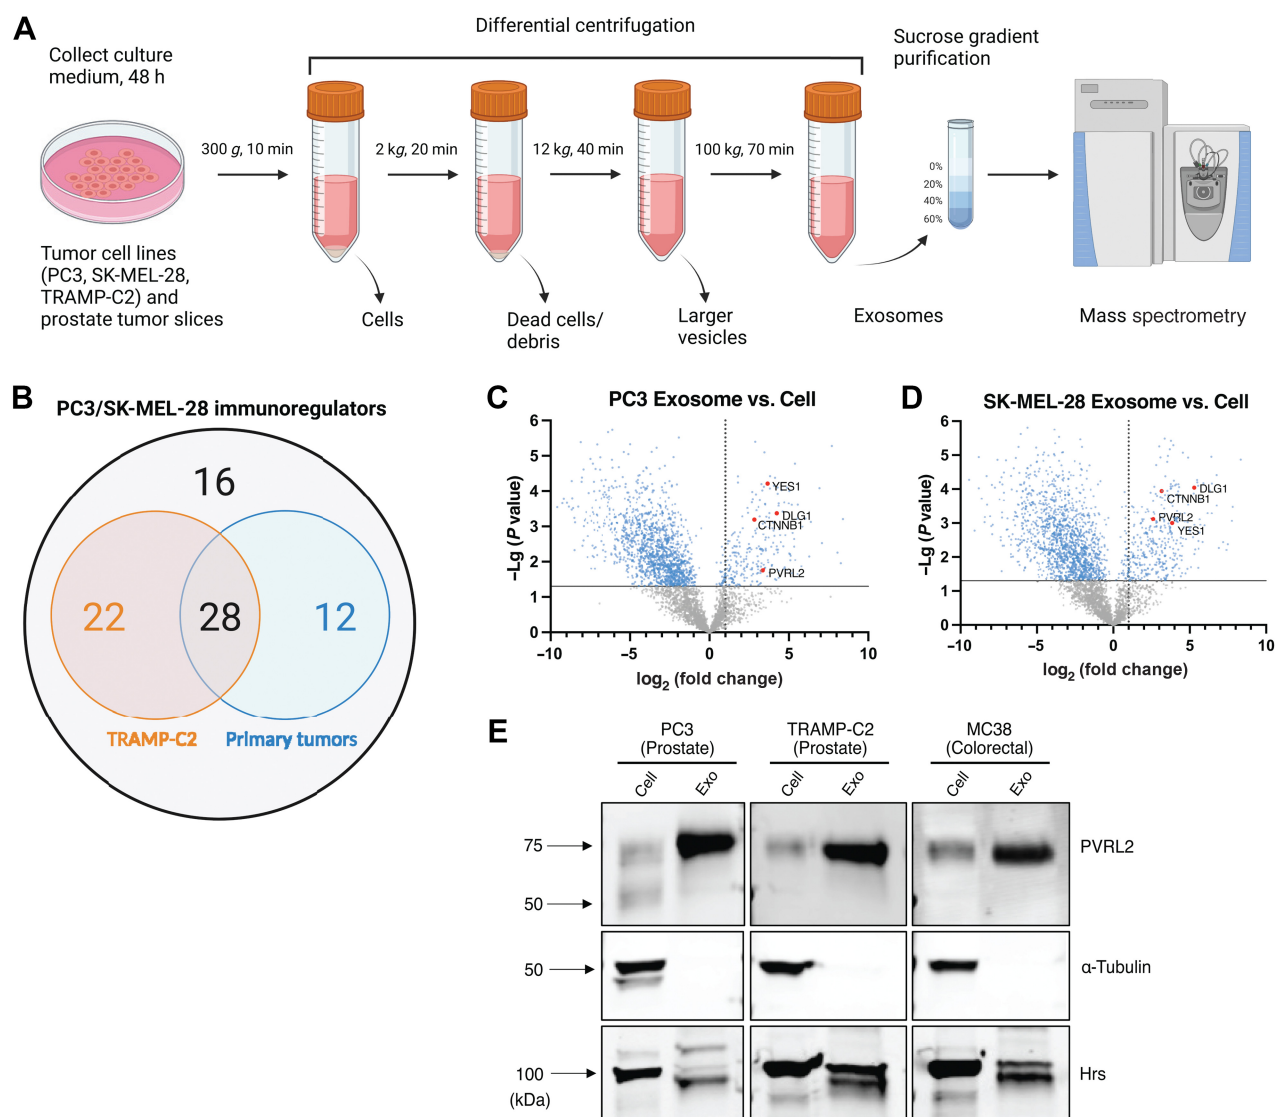 A
Differential centrifugation
Collect culture
medium, 48 h
Sucrose gradient
purification
300 g, 10 min
2 kg, 20 min
12 kg, 40 min
100 kg, 70 min
0%
20%
40%
60%
Tumor cell lines
(PC3, SK-MEL-28,
TRAMP-C2) and
prostate tumor slices
Cells
Dead cells/
debris
Larger
vesicles
Exosomes
Mass spectrometry
B
PC3/SK-MEL-28 immunoregulators
16
22
28
12
TRAMP-C2
Primary tumors
C
PC3 Exosome vs. Cell
–Lg (P value)
6
5
4
3
2
1
0
YES1
DLG1
CTNNB1
PVRL2
–10
–5
0
5
10
log2 (fold change)
D
SK-MEL-28 Exosome vs. Cell
–Lg (P value)
6
5
4
3
2
1
0
DLG1
CTNNB1
PVRL2
YES1
–10
–5
0
5
10
log2 (fold change)
E
PC3
(Prostate)
TRAMP-C2
(Prostate)
MC38
(Colorectal)
Cell
Exo
Cell
Exo
Cell
Exo
75
PVRL2
50
50
α-Tubulin
100
Hrs
(kDa)